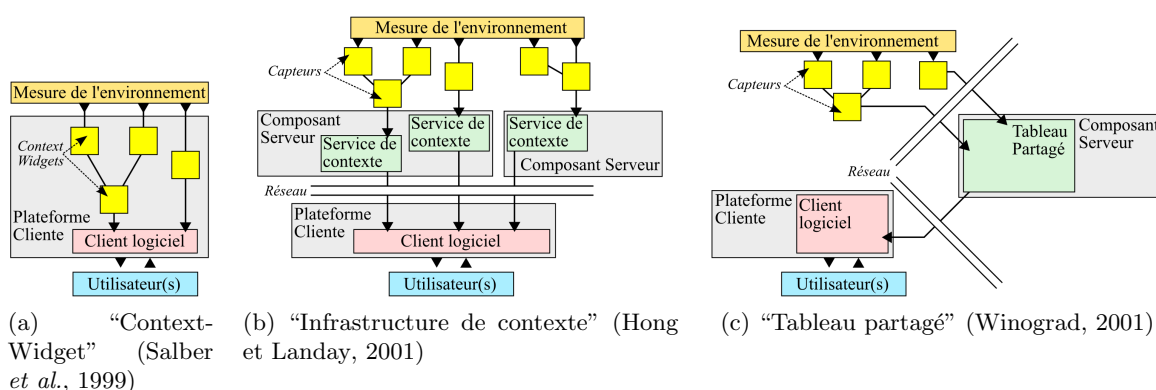 Mesure de l'environnement
Context
Widgets
Plateforme
Cliente
Client logiciel
Utilisateur(s)
(a) “Context-
Widget” (Salber
et al., 1999)
Mesure de l'environnement
Capteurs
Composant
Serveur
Service de
contexte
Service de
contexte
Service de
contexte
Composant Serveur
Réseau
Plateforme
Cliente
Client logiciel
Utilisateur(s)
(b) “Infrastructure de contexte” (Hong
et Landay, 2001)
Mesure de l'environnement
Capteurs
Tableau
Partagé
Composant
Serveur
Réseau
Plateforme
Cliente
Client
logiciel
Utilisateur(s)
(c) “Tableau partagé” (Winograd, 2001)